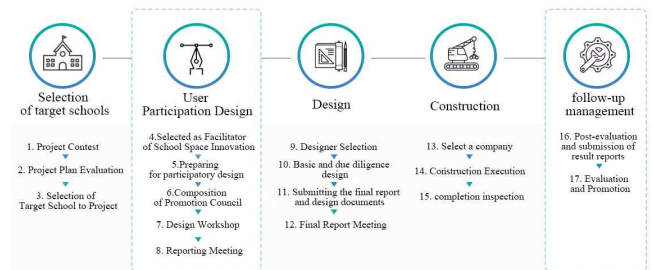 Selection
of target schools
1. Project Contest
2. Project Plan Evaluation
3. Selection of
Target School to Project
User
Participation Design
4.Selected as Facilitator
of School Space Innovation
5.Preparing
for participatory design
6.Composition
of Promotion Council
7. Design Workshop
8. Reporting Meeting
Design
9. Designer Selection
10. Basic and due diligence
design
11. Submitting the final report
and design documents
12. Final Report Meeting
Construction
13. Select a company
14. Construction Execution
15. completion inspection
follow-up
management
16. Post-evaluation
and submission of
result reports
17. Evaluation
and Promotion